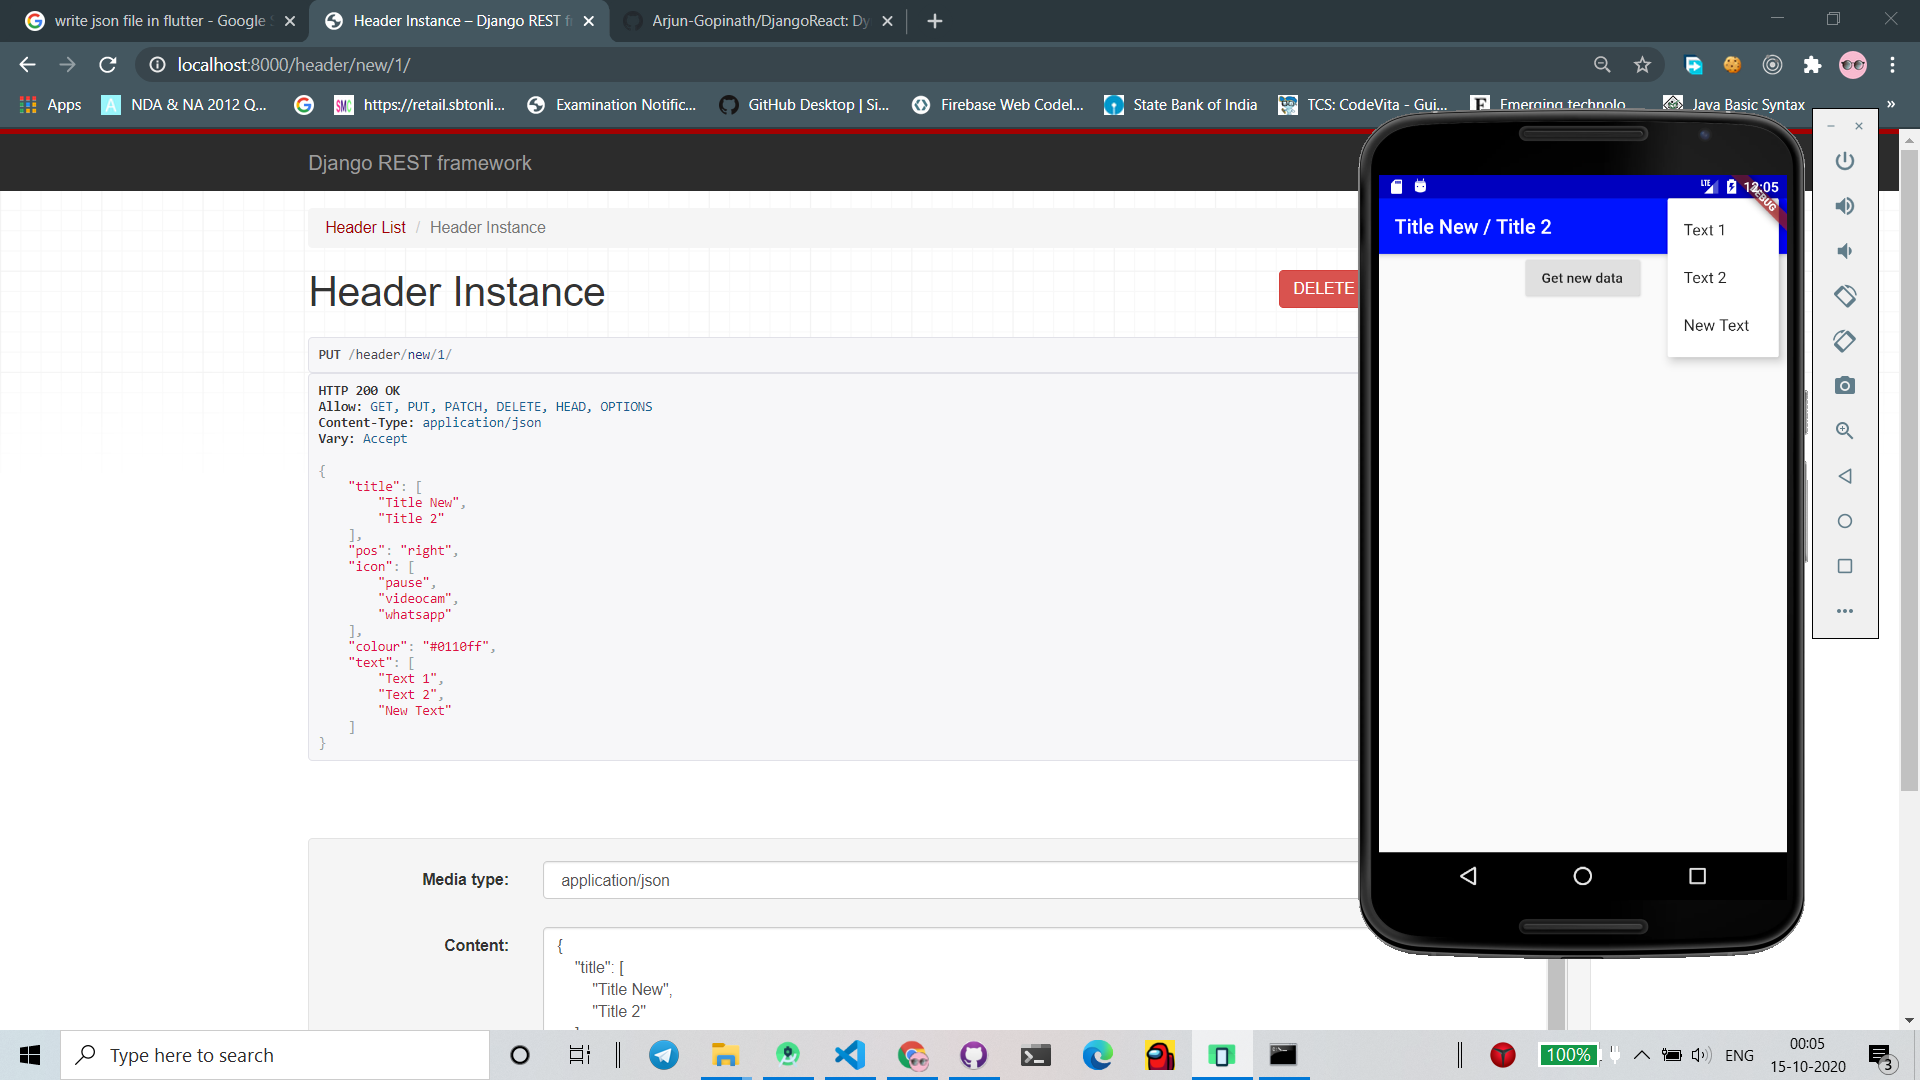 write json file in flutter - Google
Header Instance – Django REST f
Arjun-Gopinath/DjangoReact: Dy
localhost:8000/header/new/1/
Apps
NDA & NA 2012 Q...
SMC
https://retail.sbtonli...
Examination Notific...
GitHub Desktop | Si...
Firebase Web Codel...
State Bank of India
TCS: CodeVita - Gui...
Emerging technolo
Java Basic Syntax
»
Django REST framework
Header List / Header Instance
Header Instance
DELETE
PUT /header/new/1/
HTTP 200 OK
Allow: GET, PUT, PATCH, DELETE, HEAD, OPTIONS
Content-Type: application/json
Vary: Accept
{
"title": [
"Title New",
"Title 2"
],
"pos": "right",
"icon": [
"pause",
"videocam",
"whatsapp"
],
"colour": "#0110ff",
"text": [
"Text 1",
"Text 2",
"New Text"
]
}
Media type: application/json
Content: {
"title": [
"Title New",
"Title 2"
LTE 12:05
DEBUG
Title New / Title 2
Text 1
Text 2
New Text
Get new data
Type here to search
100%
ENG
00:05
15-10-2020
3